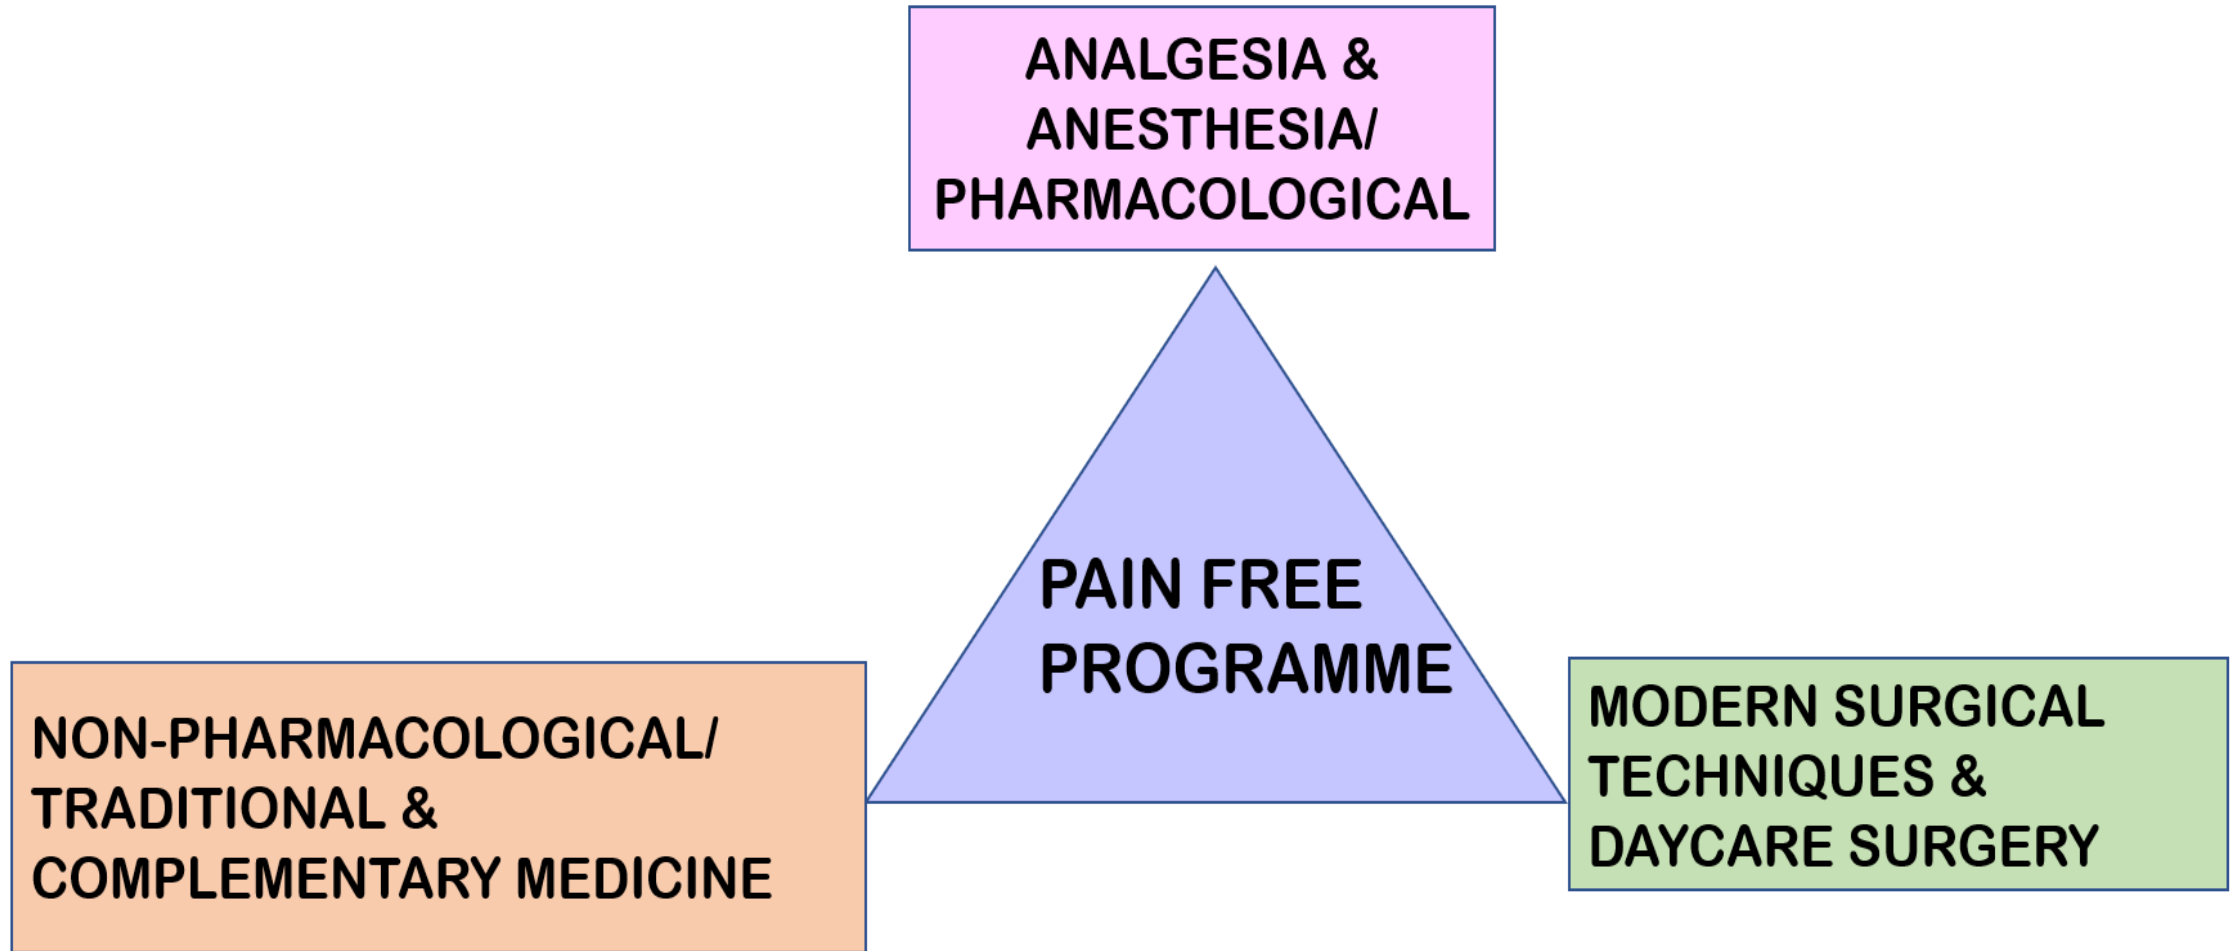 ANALGESIA &
ANESTHESIA/
PHARMACOLOGICAL
PAIN FREE
PROGRAMME
NON-PHARMACOLOGICAL/
TRADITIONAL &
COMPLEMENTARY MEDICINE
MODERN SURGICAL
TECHNIQUES &
DAYCARE SURGERY